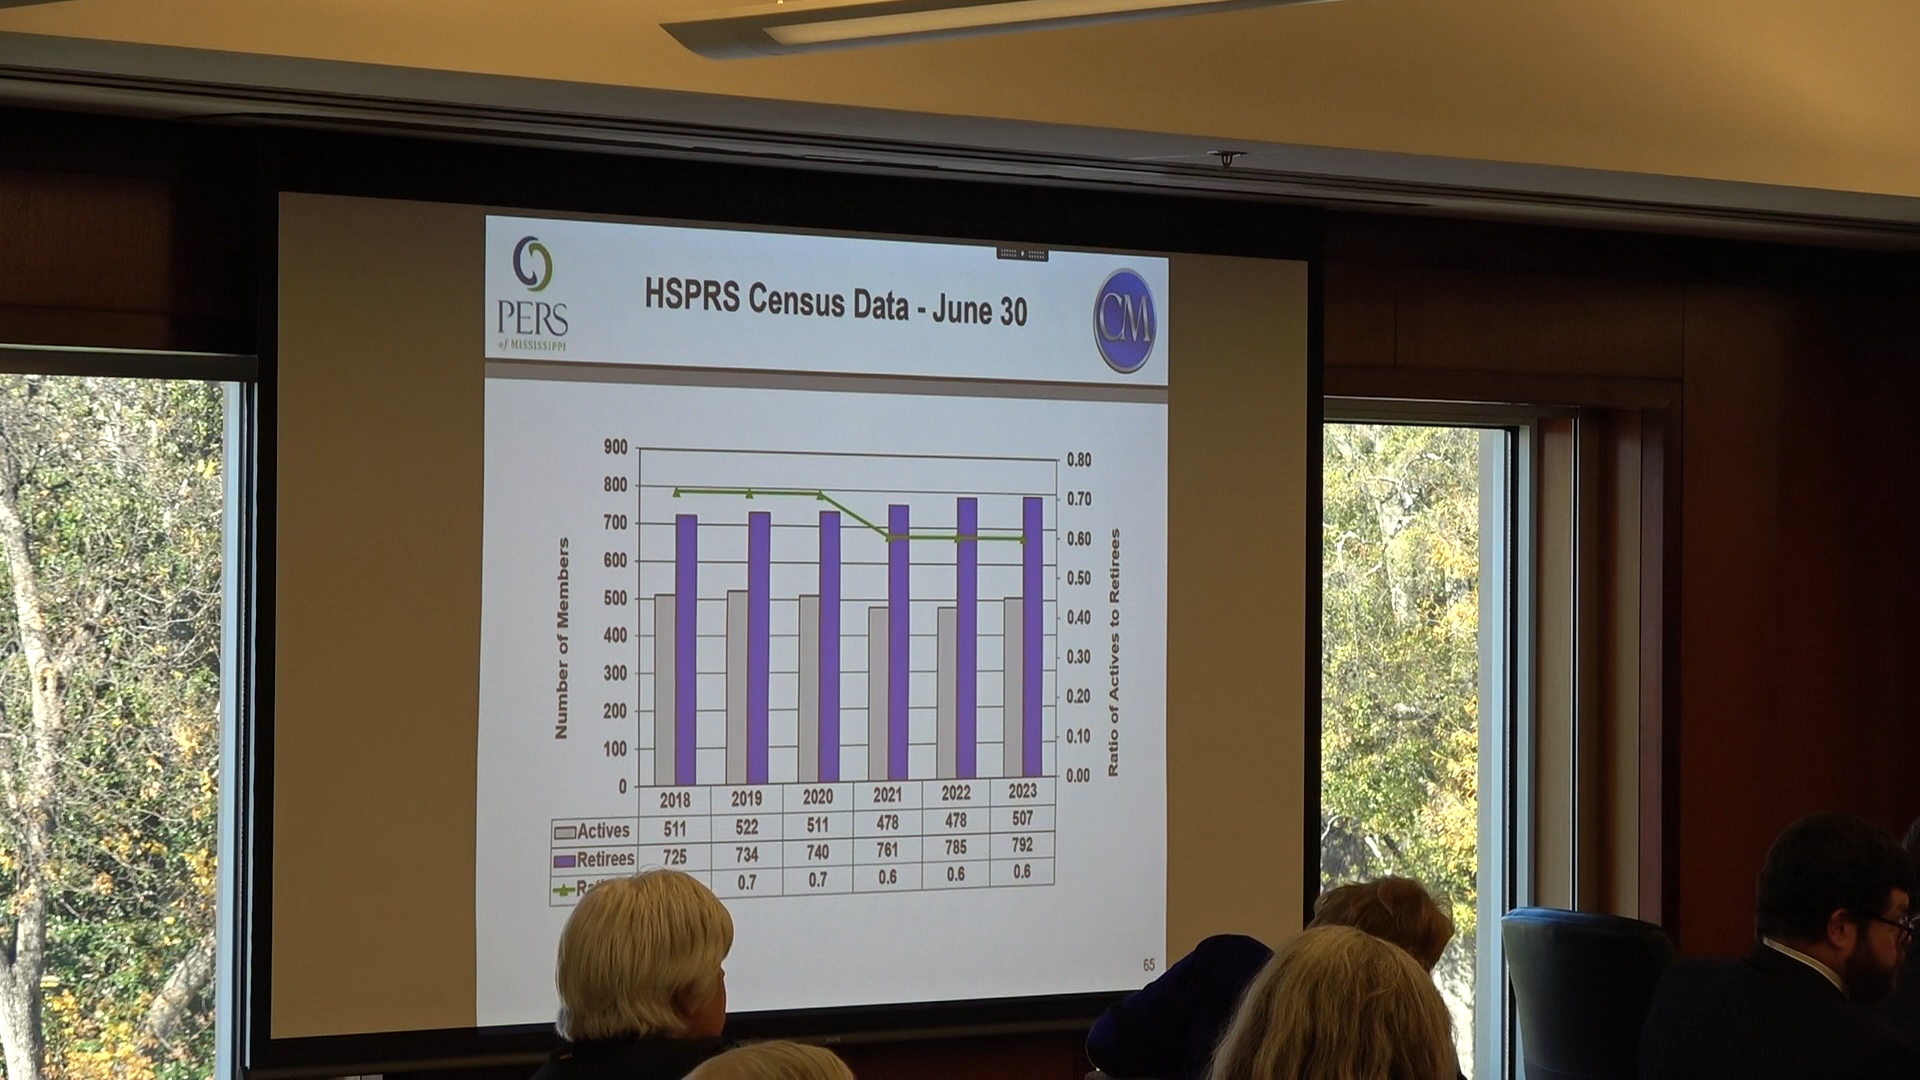 PERS
of MISSISSIPPI
HSPRS Census Data - June 30
CM
Number of Members
900
800
700
600
500
400
300
200
100
0
0.80
0.70
0.60
0.50
0.40
0.30
0.20
0.10
0.00
Ratio of Actives to Retirees
2018 2019 2020 2021 2022 2023
Actives 511 522 511 478 478 507
Retirees 725 734 740 761 785 792
0.7 0.7 0.6 0.6 0.6
65